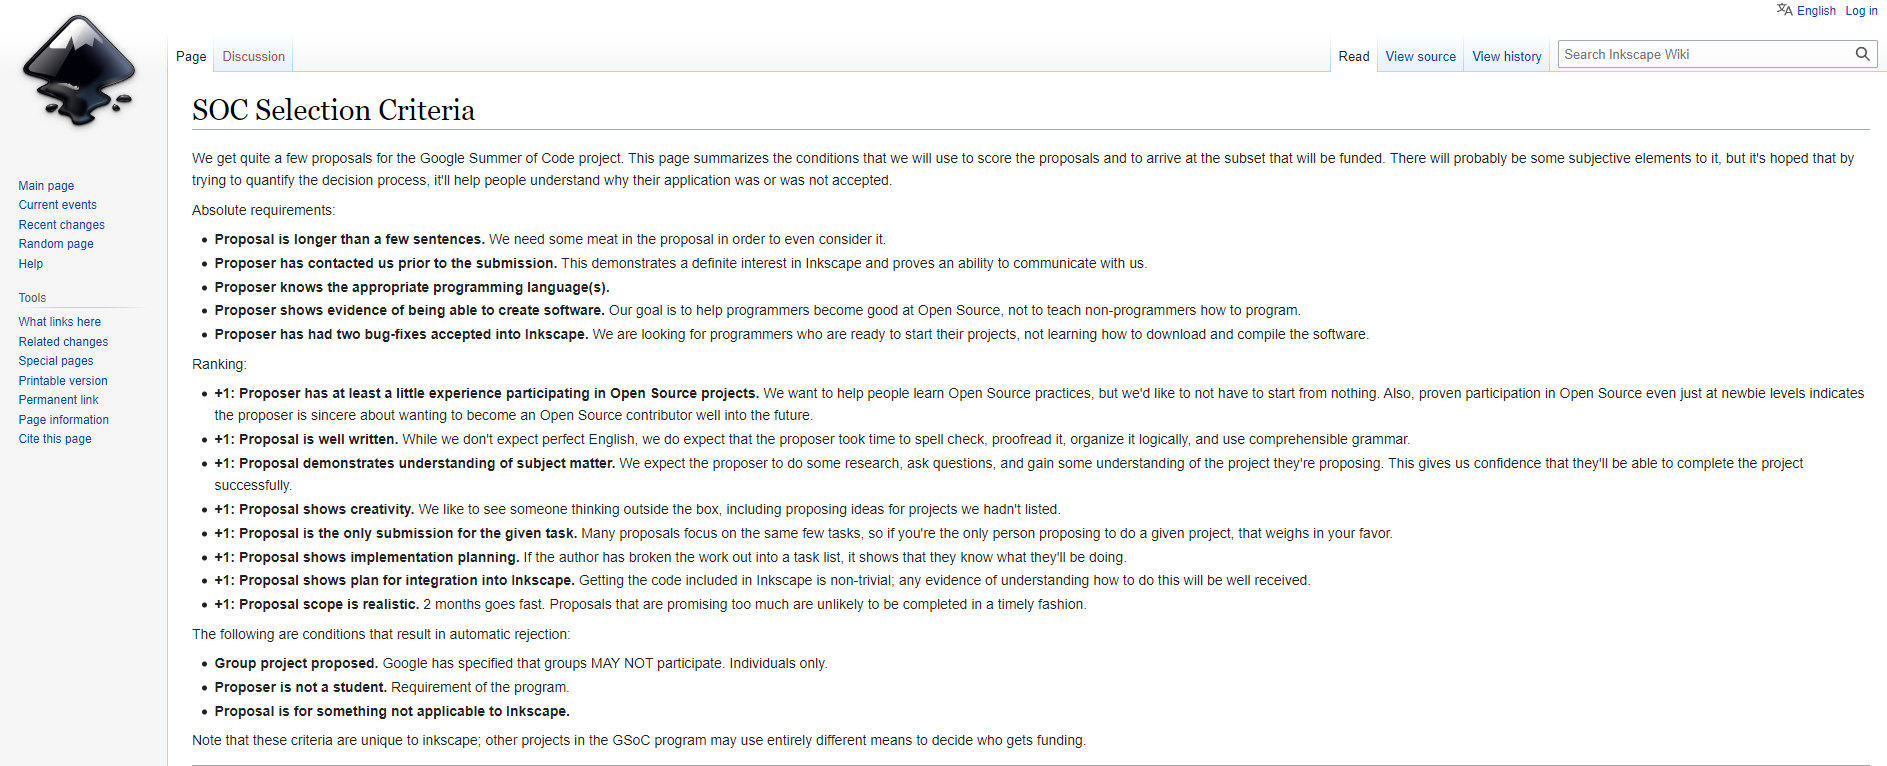 English Log in
Page Discussion Read View source View history Search Inkscape Wiki
SOC Selection Criteria
We get quite a few proposals for the Google Summer of Code project. This page summarizes the conditions that we will use to score the proposals and to arrive at the subset that will be funded. There will probably be some subjective elements to it, but it's hoped that by
trying to quantify the decision process, it'll help people understand why their application was or was not accepted.
Absolute requirements:
• Proposal is longer than a few sentences. We need some meat in the proposal in order to even consider it.
• Proposer has contacted us prior to the submission. This demonstrates a definite interest in Inkscape and proves an ability to communicate with us.
• Proposer knows the appropriate programming language(s).
• Proposer shows evidence of being able to create software. Our goal is to help programmers become good at Open Source, not to teach non-programmers how to program.
• Proposer has had two bug-fixes accepted into Inkscape. We are looking for programmers who are ready to start their projects, not learning how to download and compile the software.
Ranking:
• +1: Proposer has at least a little experience participating in Open Source projects. We want to help people learn Open Source practices, but we'd like to not have to start from nothing. Also, proven participation in Open Source even just at newbie levels indicates
the proposer is sincere about wanting to become an Open Source contributor well into the future.
• +1: Proposal is well written. While we don't expect perfect English, we do expect that the proposer took time to spell check, proofread it, organize it logically, and use comprehensible grammar.
• +1: Proposal demonstrates understanding of subject matter. We expect the proposer to do some research, ask questions, and gain some understanding of the project they're proposing. This gives us confidence that they'll be able to complete the project
successfully.
• +1: Proposal shows creativity. We like to see someone thinking outside the box, including proposing ideas for projects we hadn't listed.
• +1: Proposal is the only submission for the given task. Many proposals focus on the same few tasks, so if you're the only person proposing to do a given project, that weighs in your favor.
• +1: Proposal shows implementation planning. If the author has broken the work out into a task list, it shows that they know what they'll be doing.
• +1: Proposal shows plan for integration into Inkscape. Getting the code included in Inkscape is non-trivial; any evidence of understanding how to do this will be well received.
• +1: Proposal scope is realistic. 2 months goes fast. Proposals that are promising too much are unlikely to be completed in a timely fashion.
The following are conditions that result in automatic rejection:
• Group project proposed. Google has specified that groups MAY NOT participate. Individuals only.
• Proposer is not a student. Requirement of the program.
• Proposal is for something not applicable to Inkscape.
Note that these criteria are unique to inkscape; other projects in the GSoC program may use entirely different means to decide who gets funding.
Main page
Current events
Recent changes
Random page
Help
Tools
What links here
Related changes
Special pages
Printable version
Permanent link
Page information
Cite this page